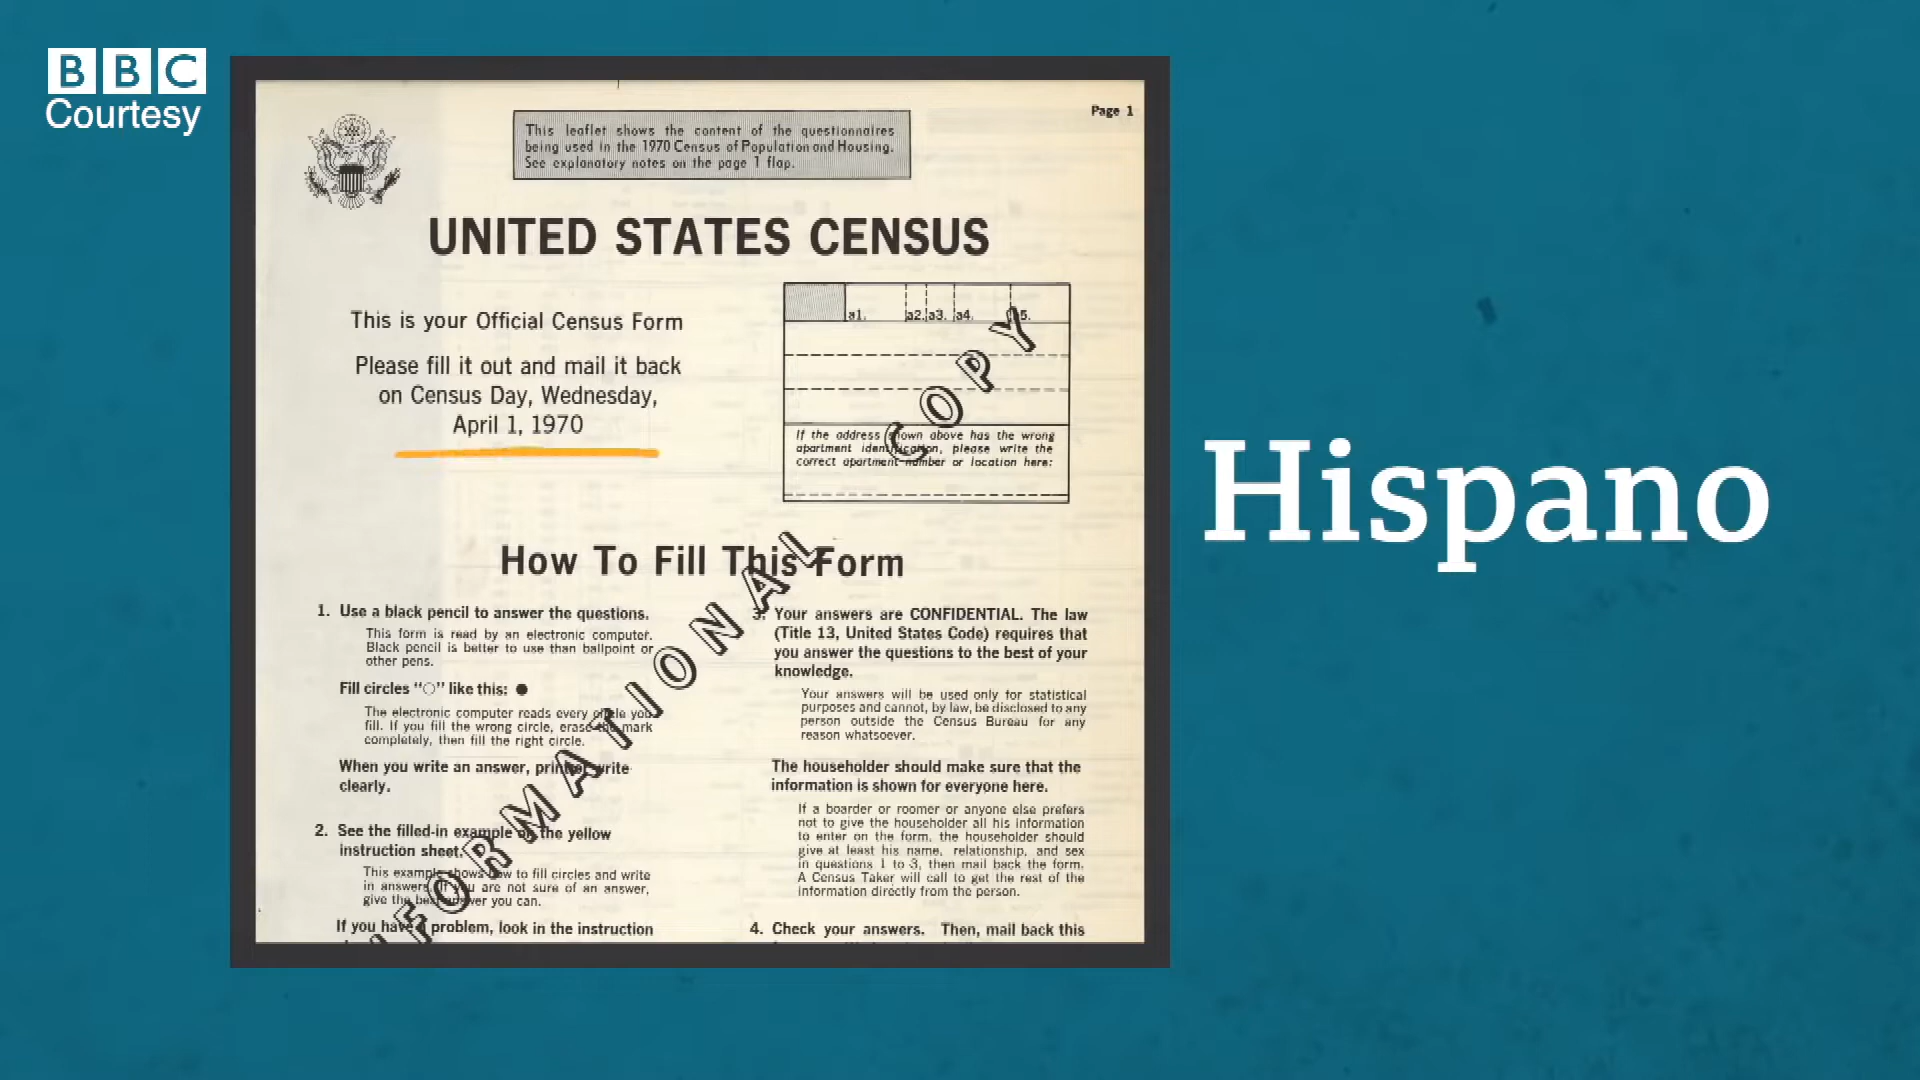 BBC
Courtesy
Page 1
This leaflet shows the content of the questionnaires
being used in the 1970 Census of Population and Housing.
See explanatory notes on the page 1 flap.
UNITED STATES CENSUS
This is your Official Census Form
Please fill it out and mail it back
on Census Day, Wednesday,
April 1, 1970
a1. a2. a3. a4. a5.
If the address shown above has the wrong
apartment identification, please write the
correct apartment number or location here:
COPY
Hispano
How To Fill This Form
1. Use a black pencil to answer the questions.
This form is read by an electronic computer.
Black pencil is better to use than ballpoint or
other pens.
Fill circles "○" like this: ●
The electronic computer reads every circle you
fill. If you fill the wrong circle, erase the mark
completely, then fill the right circle.
When you write an answer, print or write
clearly.
2. See the filled-in example on the yellow
instruction sheet.
This example shows how to fill circles and write
in answers. If you are not sure of an answer,
give the best answer you can.
If you have a problem, look in the instruction
3. Your answers are CONFIDENTIAL. The law
(Title 13, United States Code) requires that
you answer the questions to the best of your
knowledge.
Your answers will be used only for statistical
purposes and cannot, by law, be disclosed to any
person outside the Census Bureau for any
reason whatsoever.
The householder should make sure that the
information is shown for everyone here.
If a boarder or roomer or anyone else prefers
not to give the householder all his information
to enter on the form, the householder should
give at least his name, relationship, and sex
in questions 1 to 3, then mail back the form.
A Census Taker will call to get the rest of the
information directly from the person.
4. Check your answers. Then, mail back this
FORMATIONAL